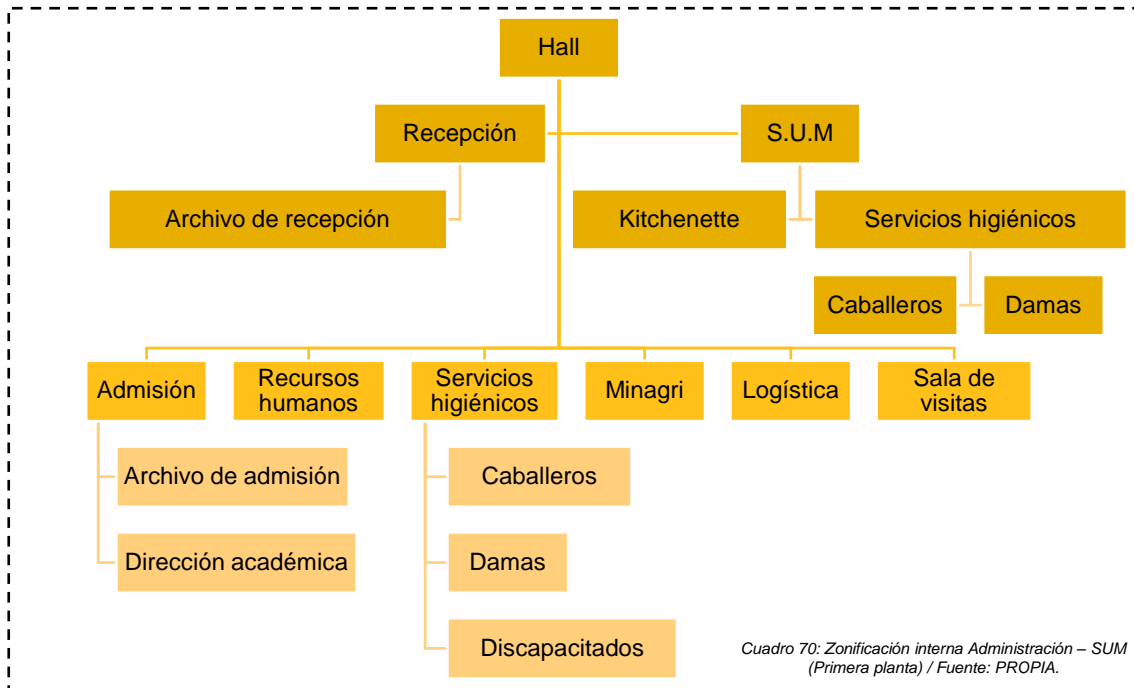 Hall
Recepción
S.U.M
Archivo de recepción
Kitchenette
Servicios higiénicos
Caballeros
Damas
Admisión
Recursos
humanos
Servicios
higiénicos
Minagri
Logística
Sala de
visitas
Archivo de admisión
Caballeros
Dirección académica
Damas
Discapacitados
Cuadro 70: Zonificación interna Administración – SUM
(Primera planta) / Fuente: PROPIA.